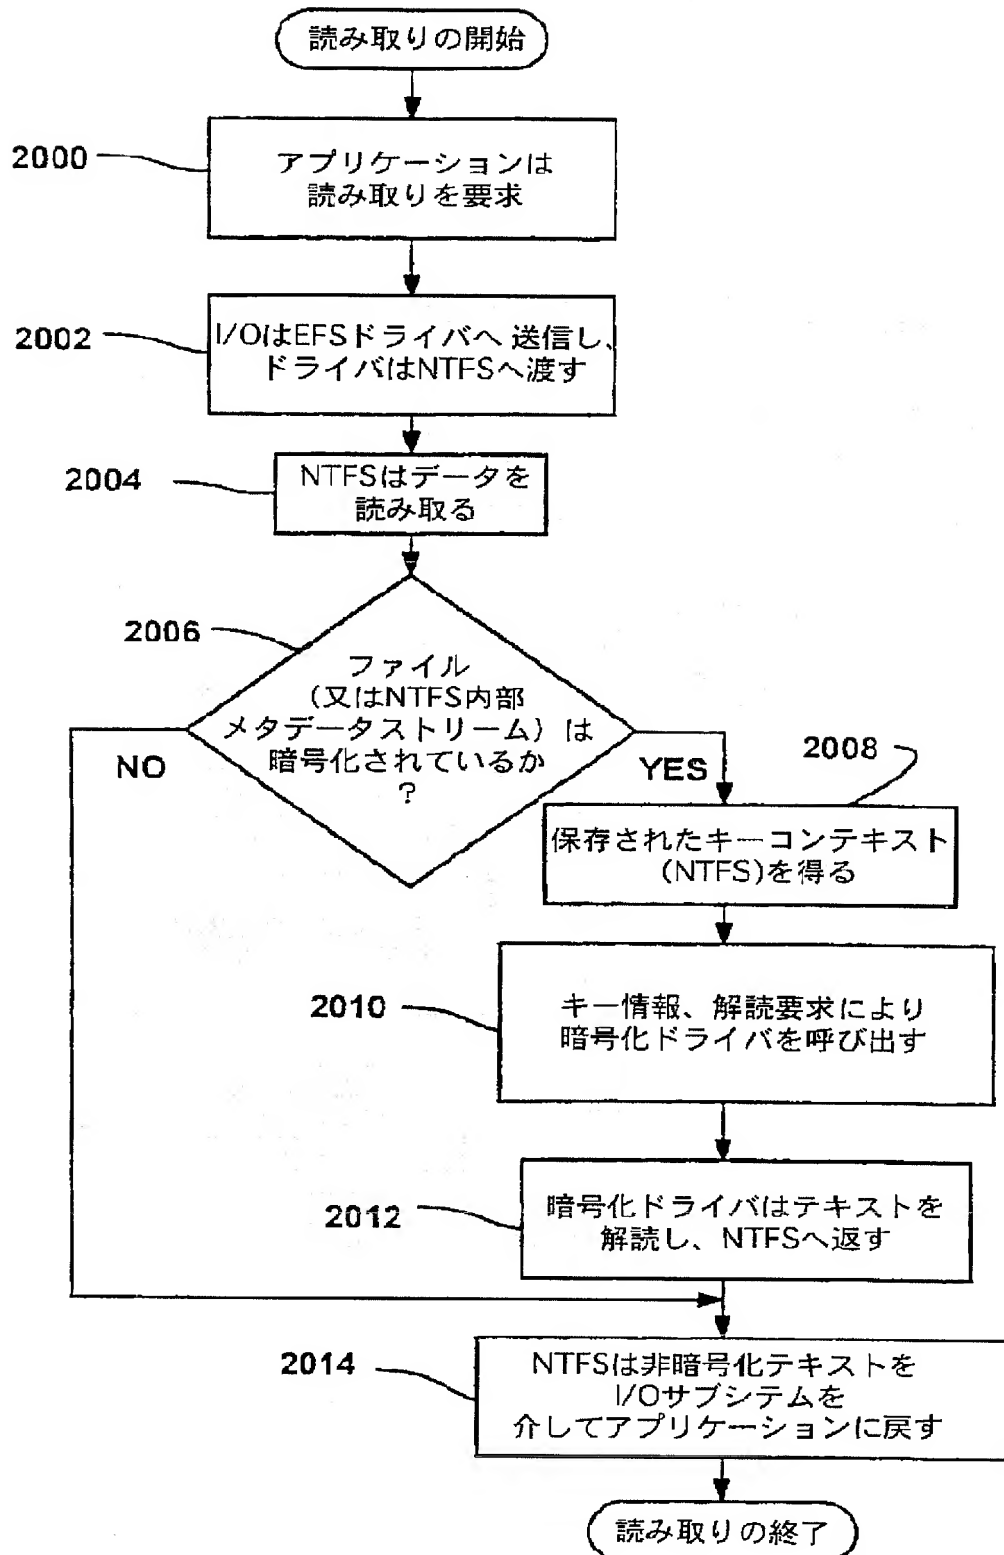 読み取りの開始
2000
アプリケーションは
読み取りを要求
2002
I/OはEFSドライバへ 送信し、
ドライバはNTFSへ渡す
2004
NTFSはデータを
読み取る
2006
ファイル
(又はNTFS内部
メタデータストリーム)は
暗号化されているか
?
NO
YES
2008
保存されたキーコンテキスト
(NTFS)を得る
2010
キー情報、解読要求により
暗号化ドライバを呼び出す
2012
暗号化ドライバはテキストを
解読し、NTFSへ返す
2014
NTFSは非暗号化テキストを
I/Oサブシテムを
介してアプリケーションに戻す
読み取りの終了